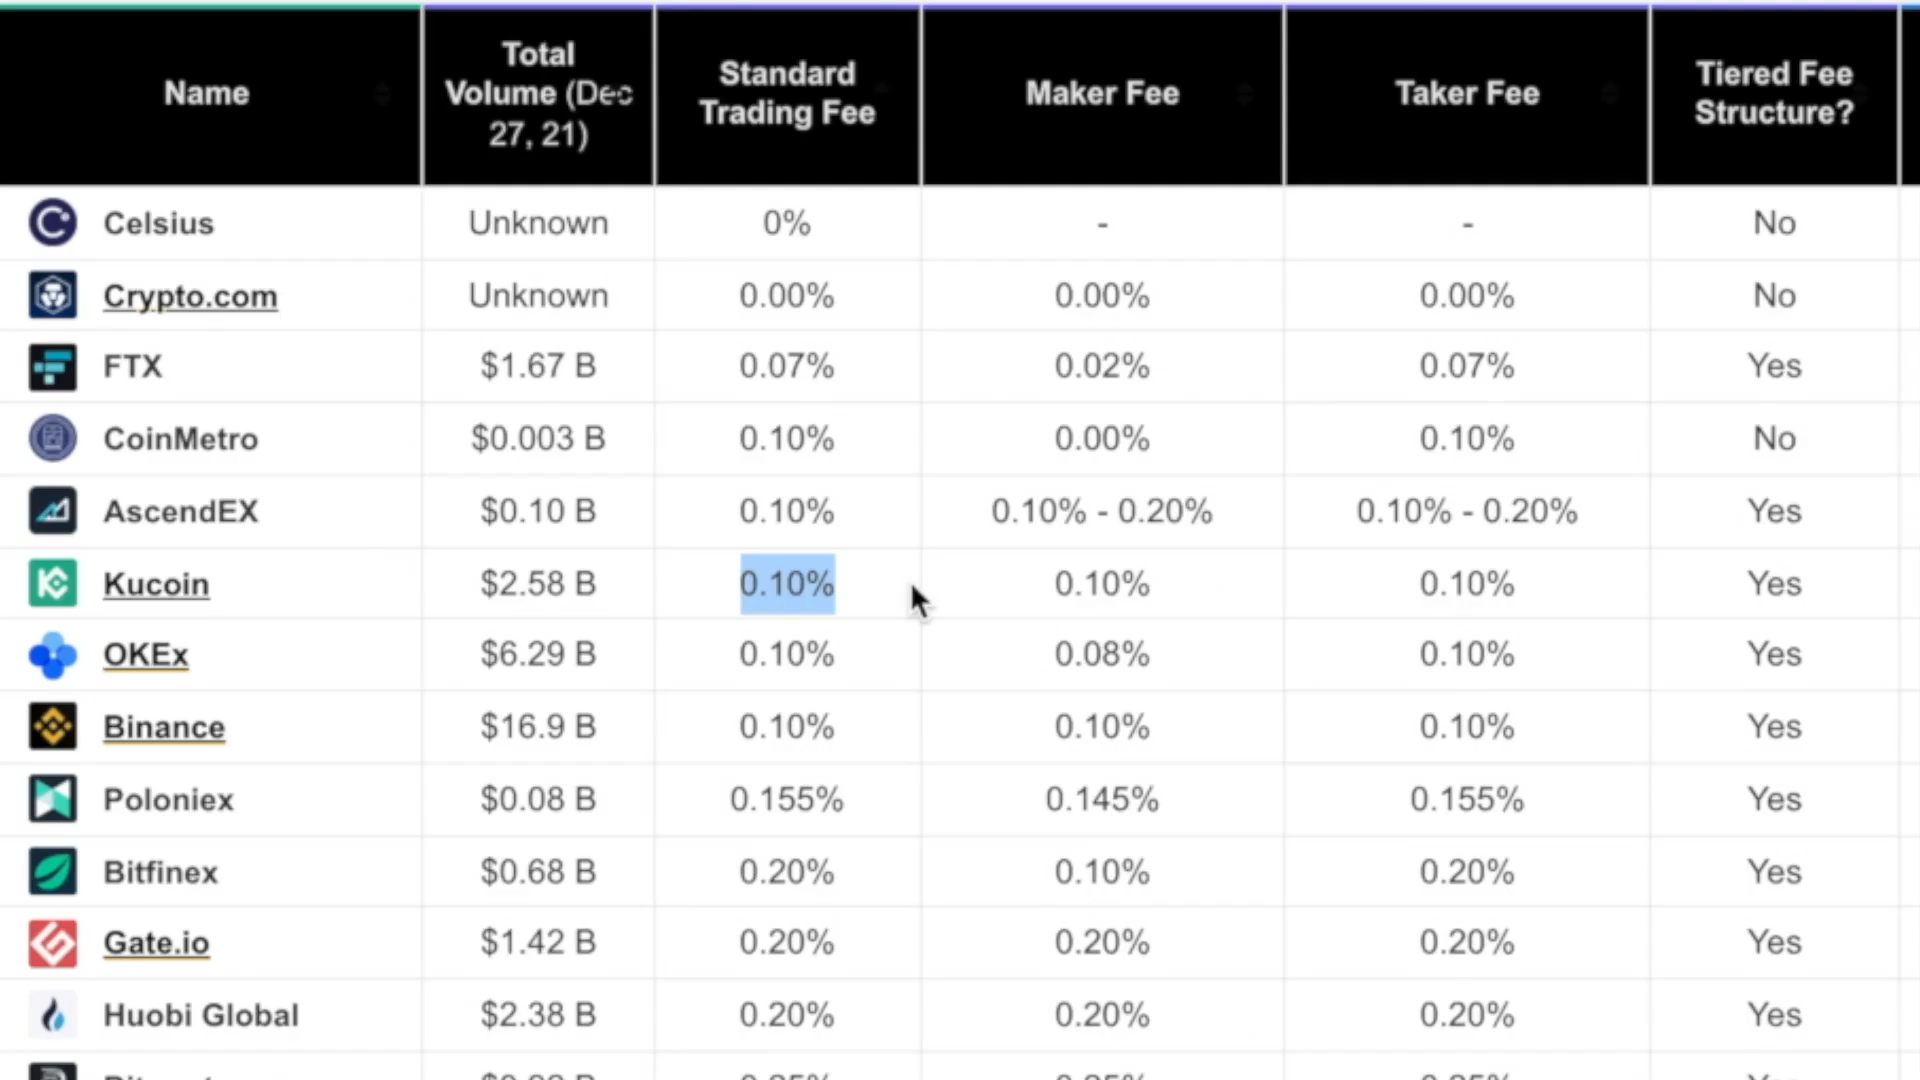 Name
Total
Volume (Dec
27, 21)
Standard
Trading Fee
Maker Fee
Taker Fee
Tiered Fee
Structure?
Celsius Unknown 0% - - No
Crypto.com Unknown 0.00% 0.00% 0.00% No
FTX $1.67 B 0.07% 0.02% 0.07% Yes
CoinMetro $0.003 B 0.10% 0.00% 0.10% No
AscendEX $0.10 B 0.10% 0.10% - 0.20% 0.10% - 0.20% Yes
Kucoin $2.58 B 0.10% 0.10% 0.10% Yes
OKEx $6.29 B 0.10% 0.08% 0.10% Yes
Binance $16.9 B 0.10% 0.10% 0.10% Yes
Poloniex $0.08 B 0.155% 0.145% 0.155% Yes
Bitfinex $0.68 B 0.20% 0.10% 0.20% Yes
Gate.io $1.42 B 0.20% 0.20% 0.20% Yes
Huobi Global $2.38 B 0.20% 0.20% 0.20% Yes